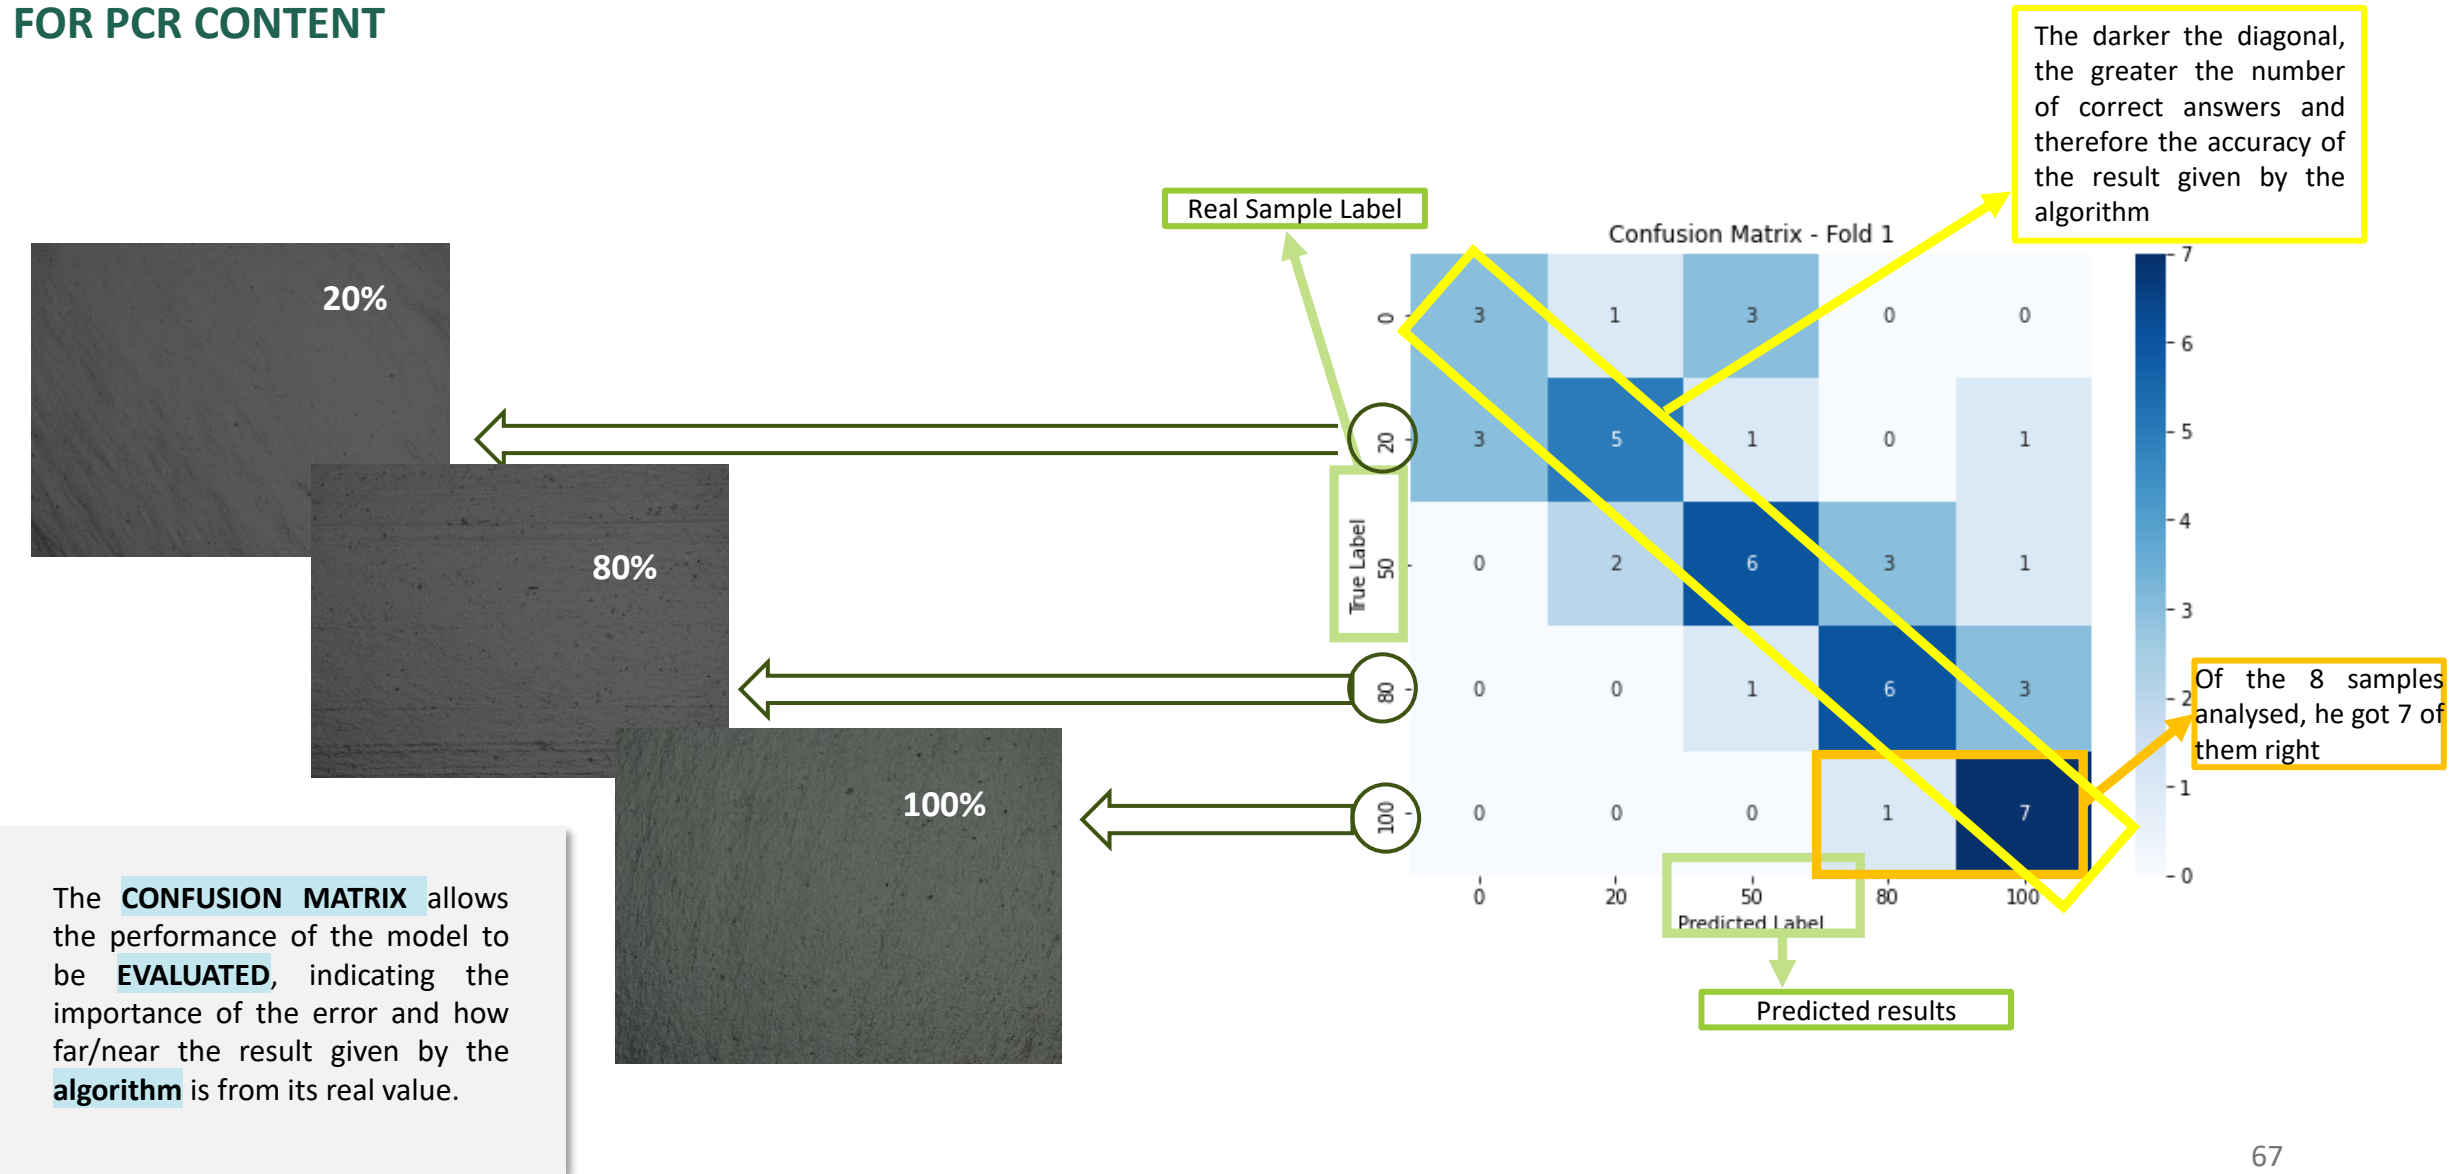 FOR PCR CONTENT
The darker the diagonal,
the greater the number
of correct answers and
therefore the accuracy of
the result given by the
algorithm
Real Sample Label
20%
80%
100%
Confusion Matrix - Fold 1
0 3 1 3 0 0
20 3 5 1 0 1
50 0 2 6 3 1
80 0 0 1 6 3
100 0 0 0 1 7
True Label
0 20 50 80 100
Predicted Label
7
6
5
4
3
2
1
0
Of the 8 samples
analysed, he got 7 of
them right
Predicted results
The CONFUSION MATRIX allows
the performance of the model to
be EVALUATED, indicating the
importance of the error and how
far/near the result given by the
algorithm is from its real value.
67